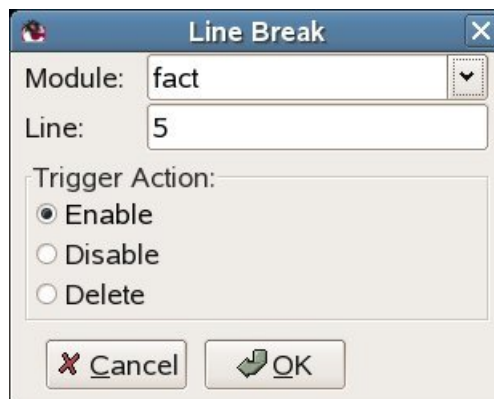 Line Break
Module: fact
Line: 5
Trigger Action:
Enable
Disable
Delete
Cancel OK